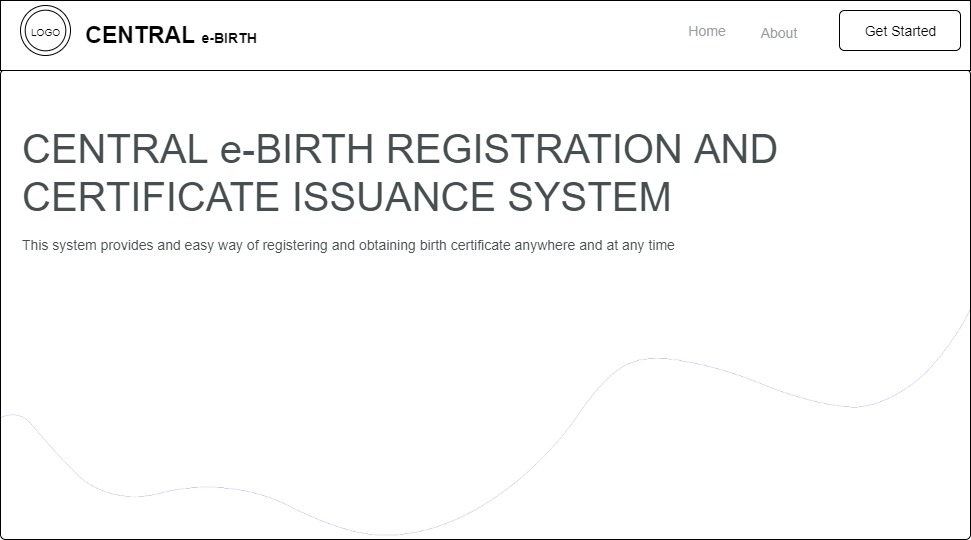 LOGO
CENTRAL e-BIRTH
Home
About
Get Started
CENTRAL e-BIRTH REGISTRATION AND
CERTIFICATE ISSUANCE SYSTEM
This system provides and easy way of registering and obtaining birth certificate anywhere and at any time